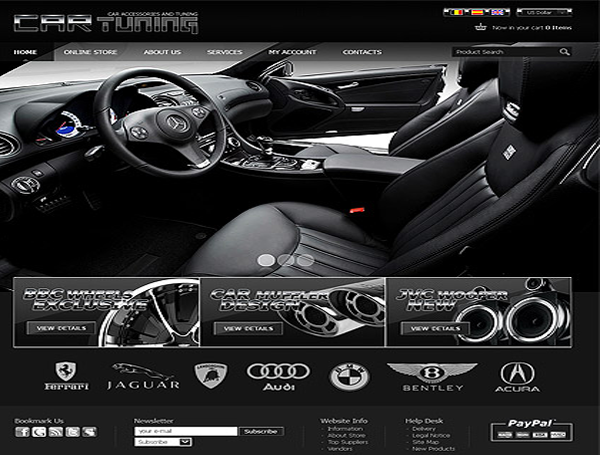 CAR ACCESSORIES AND TUNING
CAR TUNING
US Dollar
Now in your cart 0 Items
HOME ONLINE STORE ABOUT US SERVICES MY ACCOUNT CONTACTS
Product Search
BBC WHEELS
EXCLUSIVE
VIEW DETAILS
CAR MUFFLER
DESIGN
VIEW DETAILS
JVC WOOFER
NEW
VIEW DETAILS
Ferrari
JAGUAR
Audi
BENTLEY
ACURA
Bookmark Us
Newsletter
your e-mail
Subscribe
Subscribe
Website Info
Information
About Store
Top Suppliers
Vendors
Help Desk
Delivery
Legal Notice
Site Map
New Products
PayPal